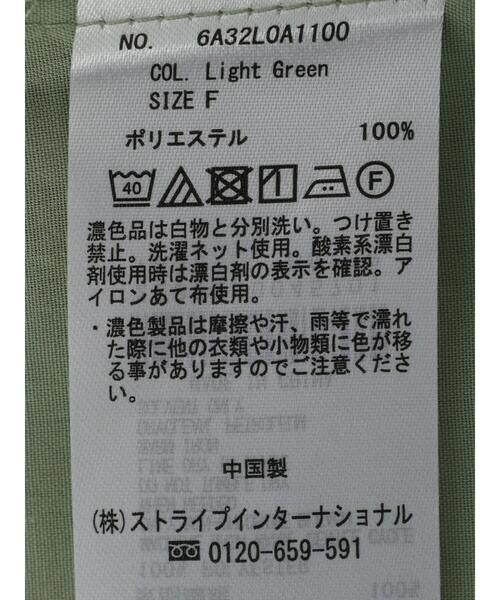 NO. 6A32L0A1100
COL. Light Green
SIZE F
ポリエステル 100%
40 F
濃色品は白物と分別洗い。つけ置き
禁止。洗濯ネット使用。酸素系漂白
剤使用時は漂白剤の表示を確認。ア
イロンあて布使用。
・濃色製品は摩擦や汗、雨等で濡れ
た際に他の衣類や小物類に色が移
る事がありますのでご注意くださ
い。
中国製
(株)ストライプインターナショナル
0120-659-591